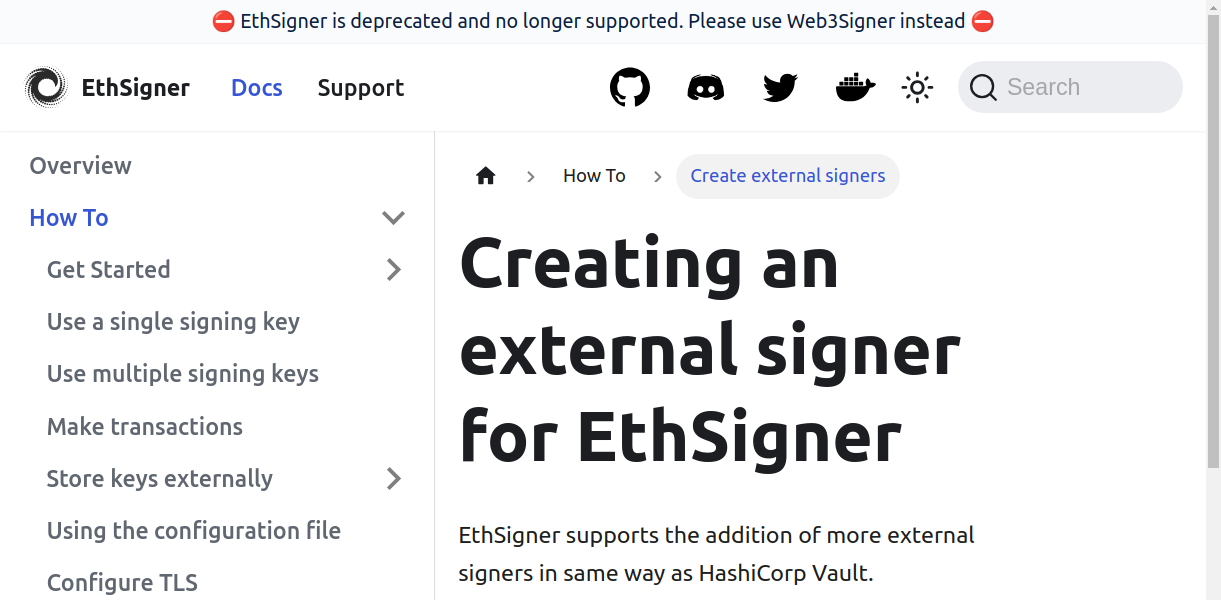 ⛔ EthSigner is deprecated and no longer supported. Please use Web3Signer instead ⛔
EthSigner Docs Support Search
Overview
How To
Get Started
Use a single signing key
Use multiple signing keys
Make transactions
Store keys externally
Using the configuration file
Configure TLS
How To Create external signers
Creating an
external signer
for EthSigner
EthSigner supports the addition of more external
signers in same way as HashiCorp Vault.